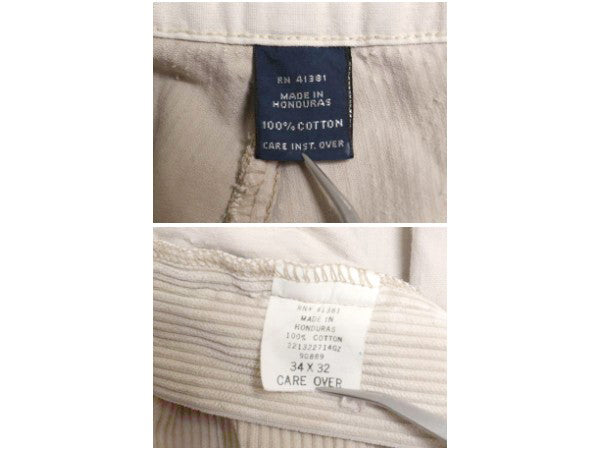 RN 41381
MADE IN
HONDURAS
100% COTTON
CARE INST. OVER
RN# 41381
MADE IN
HONDURAS
100% COTTON
90889
34 X 32
CARE OVER